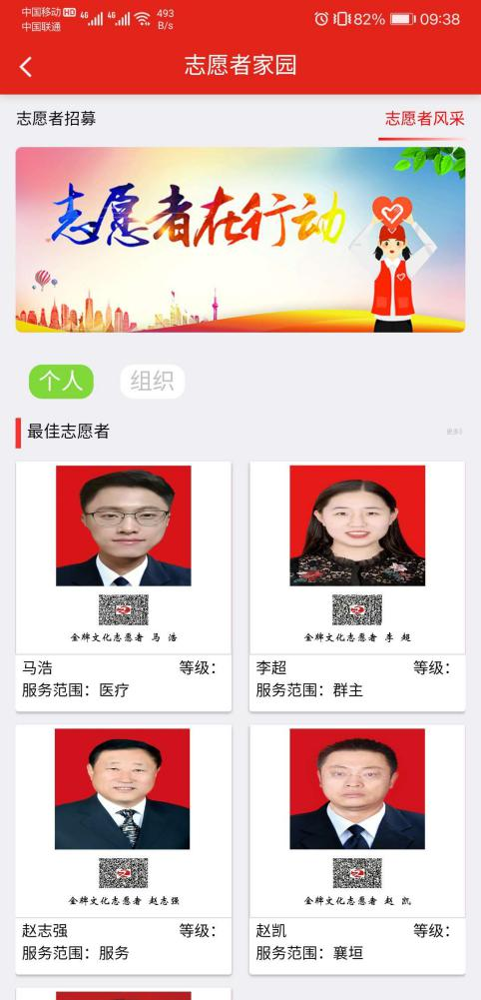 中国移动 HD 4G 4G 493 B/s 82% 09:38
中国联通
志愿者家园
志愿者招募 志愿者风采
志愿者在行动
个人 组织
最佳志愿者 更多》
金牌文化志愿者 马 浩
马浩 等级：
服务范围：医疗
金牌文化志愿者 李 超
李超 等级：
服务范围：群主
金牌文化志愿者 赵志强
赵志强 等级：
服务范围：服务
金牌文化志愿者 赵 凯
赵凯 等级：
服务范围：襄垣